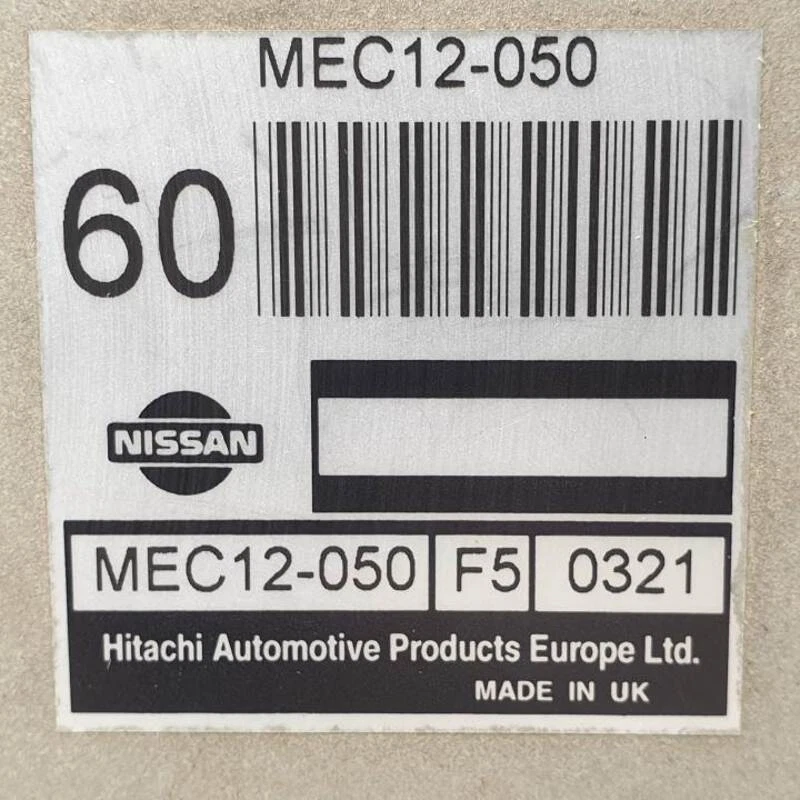 MEC12-050
60
NISSAN
MEC12-050 F5 0321
Hitachi Automotive Products Europe Ltd.
MADE IN UK